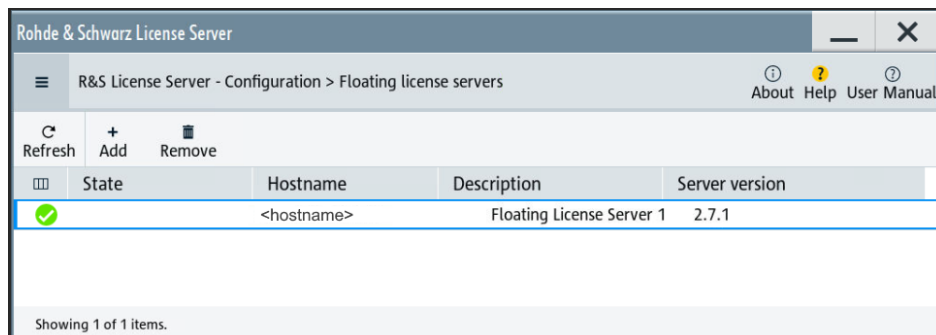 Rohde & Schwarz License Server
R&S License Server - Configuration > Floating license servers
About Help User Manual
Refresh Add Remove
State Hostname Description Server version
<hostname> Floating License Server 1 2.7.1
Showing 1 of 1 items.